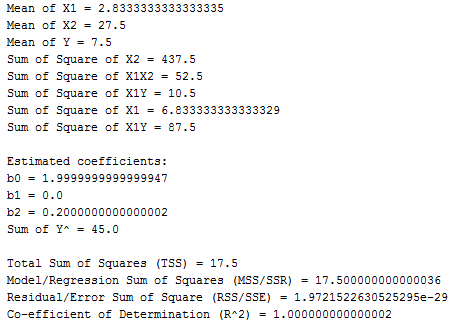 Mean of X1 = 2.8333333333333335
Mean of X2 = 27.5
Mean of Y = 7.5
Sum of Square of X2 = 437.5
Sum of Square of X1X2 = 52.5
Sum of Square of X1Y = 10.5
Sum of Square of X1 = 6.833333333333329
Sum of Square of X1Y = 87.5
Estimated coefficients:
b0 = 1.9999999999999947
b1 = 0.0
b2 = 0.2000000000000002
Sum of Y^ = 45.0
Total Sum of Squares (TSS) = 17.5
Model/Regression Sum of Squares (MSS/SSR) = 17.500000000000036
Residual/Error Sum of Square (RSS/SSE) = 1.9721522630525295e-29
Co-efficient of Determination (R^2) = 1.000000000000002